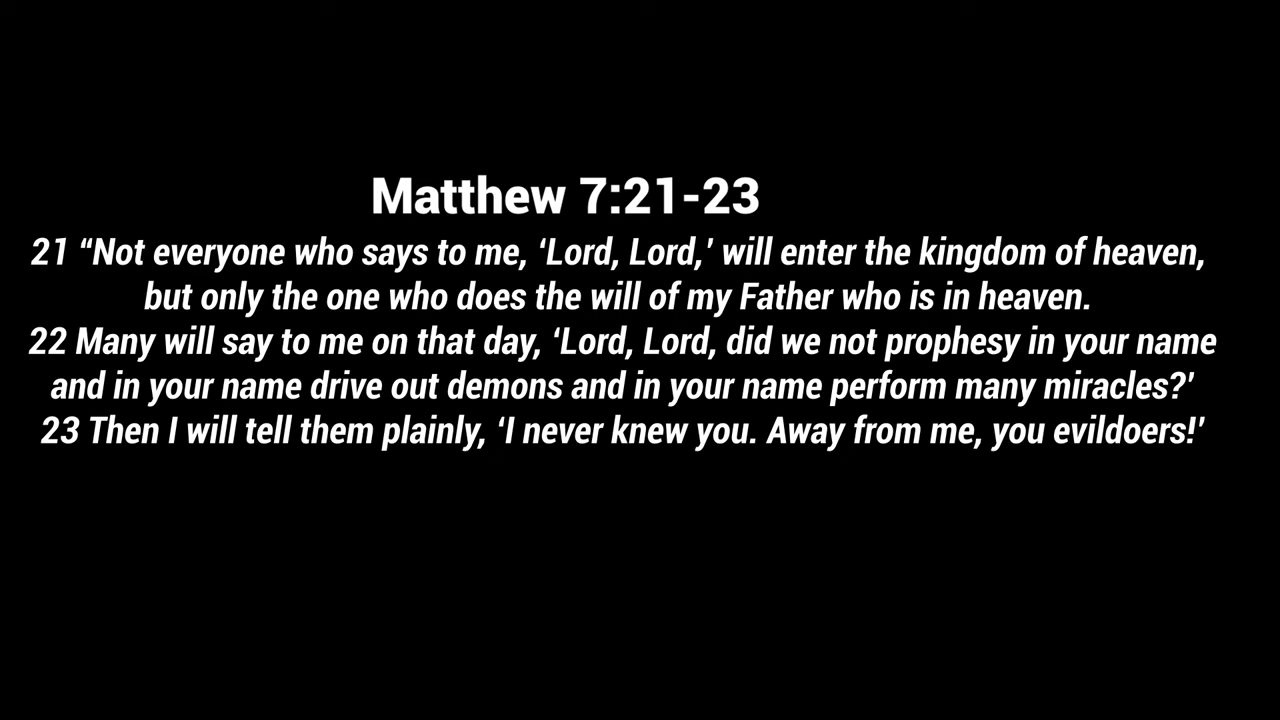 Matthew 7:21-23
21 “Not everyone who says to me, ‘Lord, Lord,’ will enter the kingdom of heaven,
but only the one who does the will of my Father who is in heaven.
22 Many will say to me on that day, ‘Lord, Lord, did we not prophesy in your name
and in your name drive out demons and in your name perform many miracles?’
23 Then I will tell them plainly, ‘I never knew you. Away from me, you evildoers!’